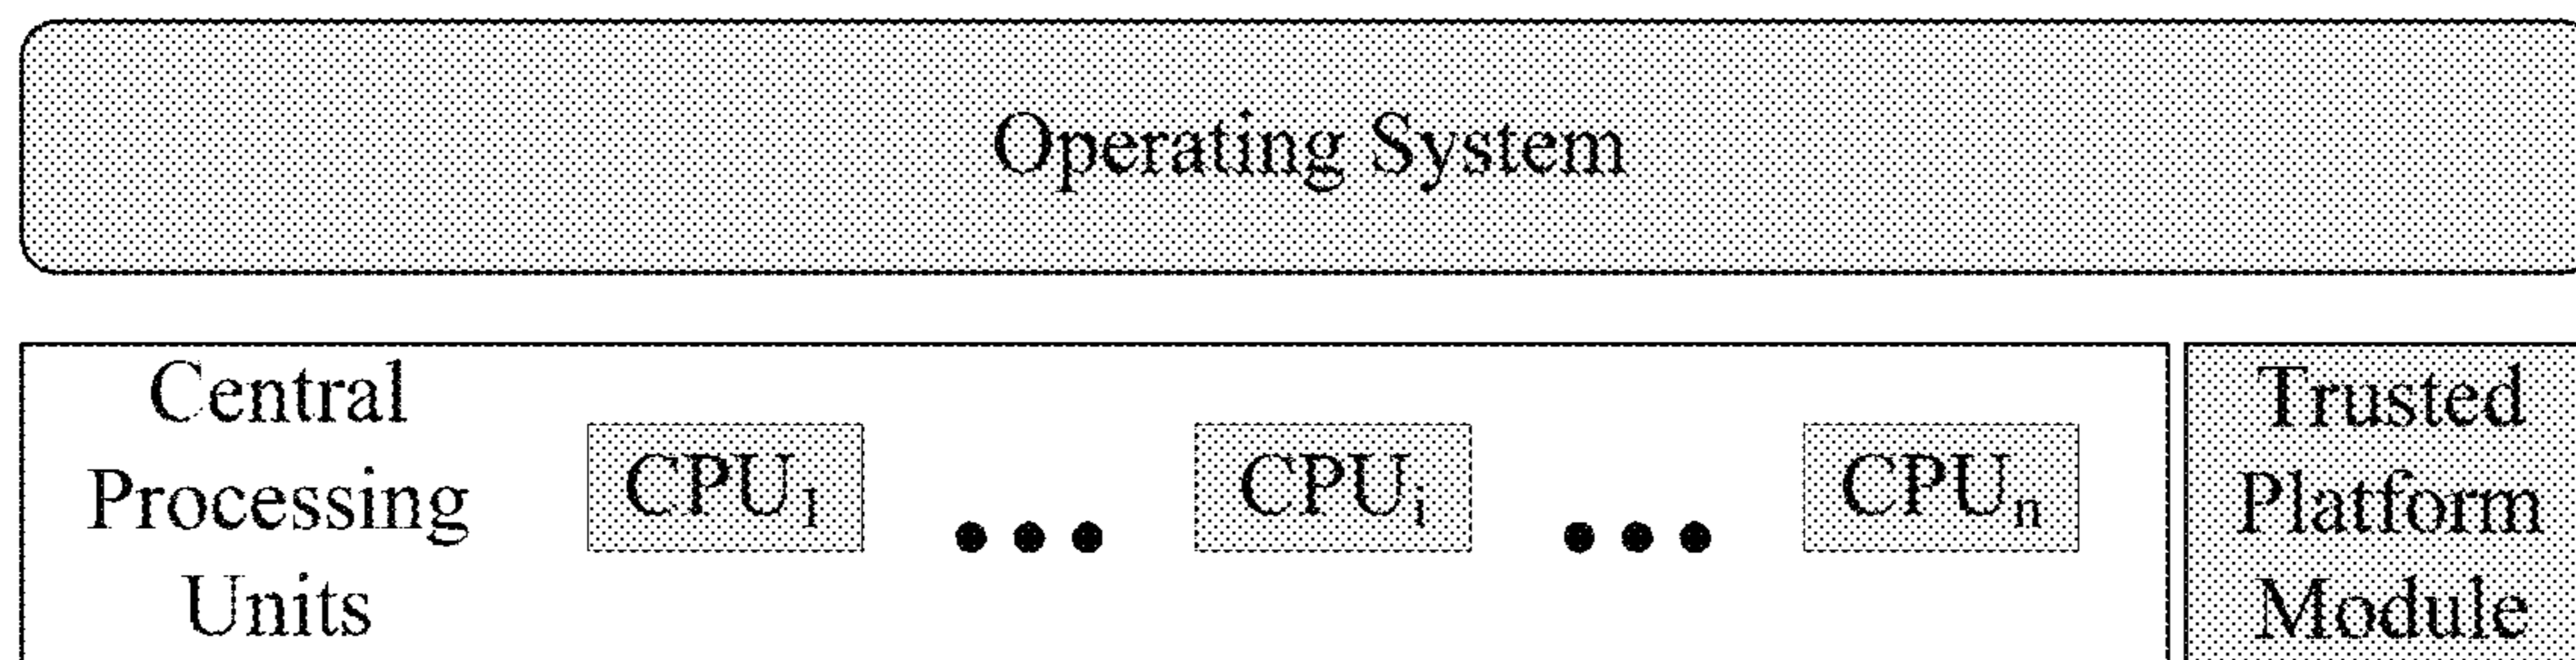 Operating System
Central
Processing
Units
CPU₁
CPUᵢ
CPUₙ
Trusted
Platform
Module